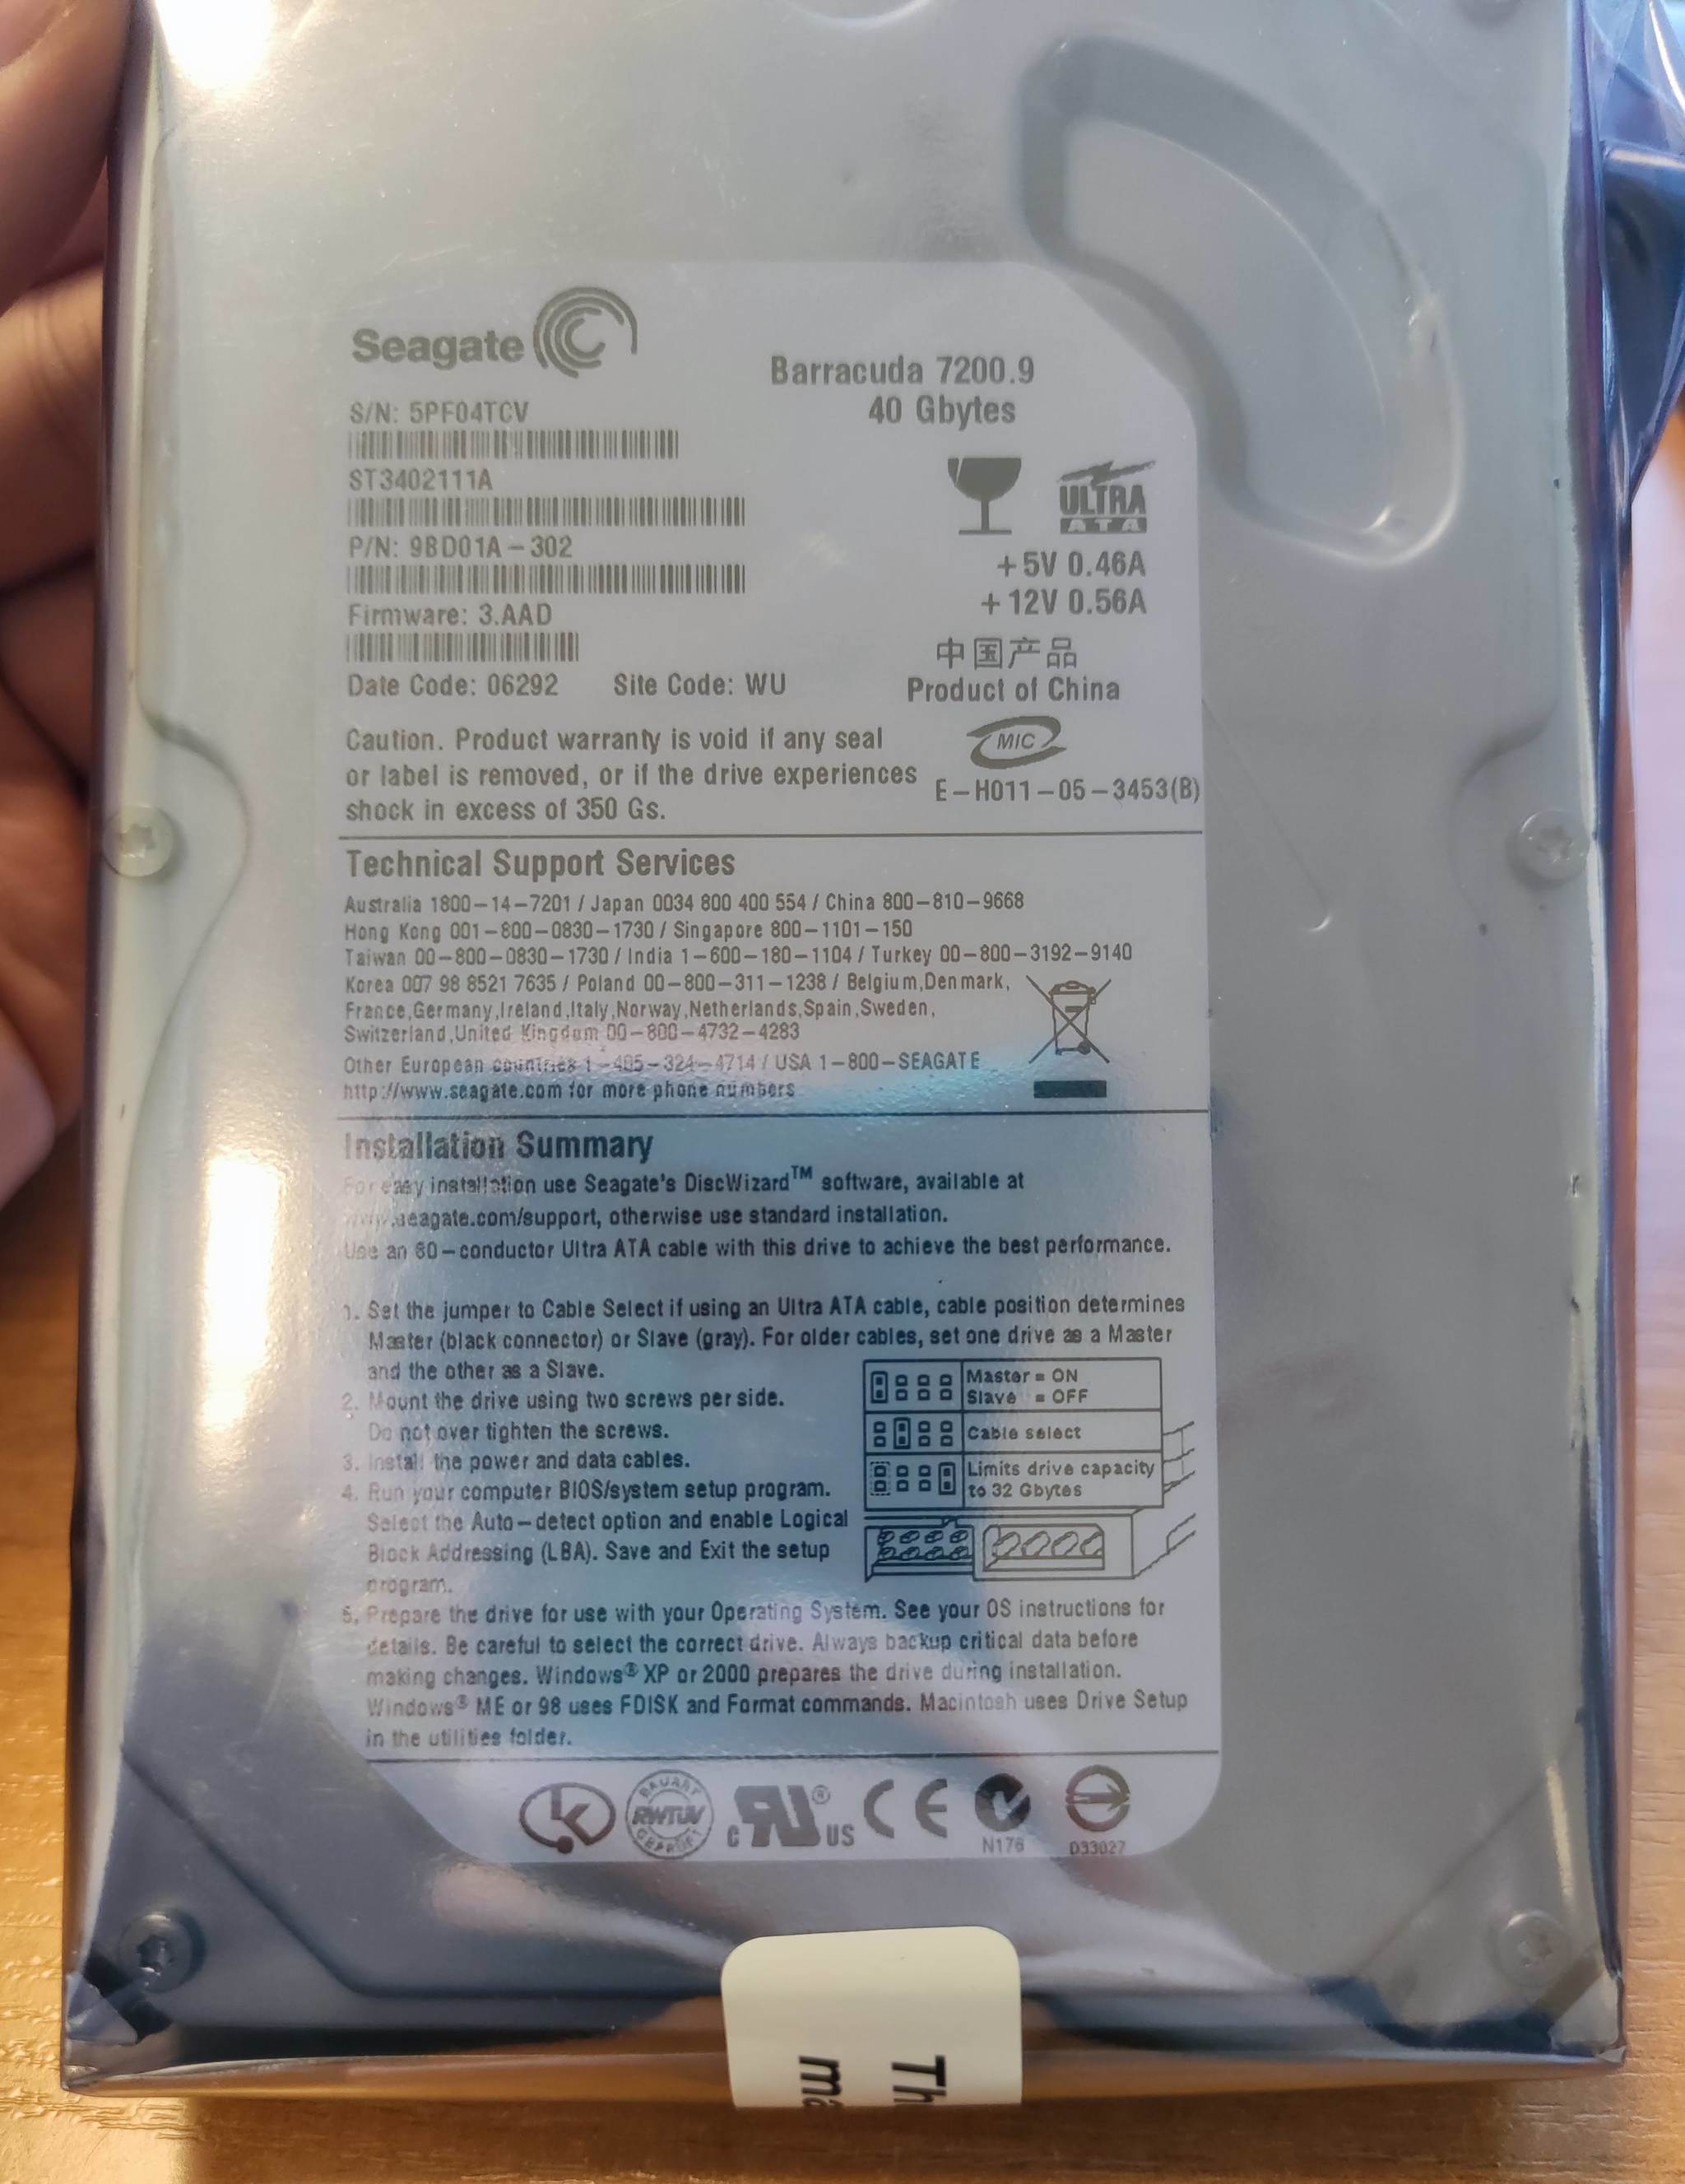 Seagate
Barracuda 7200.9
40 Gbytes
S/N: 5PF04TCV
ST3402111A
P/N: 9BD01A-302
Firmware: 3.AAD
Date Code: 06292 Site Code: WU
ULTRA
ATA
+5V 0.46A
+12V 0.56A
中国产品
Product of China
MIC
E-H011-05-3453(B)
Caution. Product warranty is void if any seal
or label is removed, or if the drive experiences
shock in excess of 350 Gs.
Technical Support Services
Australia 1800-14-7201 / Japan 0034 800 400 554 / China 800-810-9668
Hong Kong 001-800-0830-1730 / Singapore 800-1101-150
Taiwan 00-800-0830-1730 / India 1-600-180-1104 / Turkey 00-800-3192-9140
Korea 007 98 8521 7635 / Poland 00-800-311-1238 / Belgium,Denmark,
France,Germany,Ireland,Italy,Norway,Netherlands,Spain,Sweden,
Switzerland,United Kingdom 00-800-4732-4283
Other European countries 1-405-324-4714 / USA 1-800-SEAGATE
http://www.seagate.com for more phone numbers
Installation Summary
For easy installation use Seagate's DiscWizard™ software, available at
www.seagate.com/support, otherwise use standard installation.
Use an 80-conductor Ultra ATA cable with this drive to achieve the best performance.
1. Set the jumper to Cable Select if using an Ultra ATA cable, cable position determines
Master (black connector) or Slave (gray). For older cables, set one drive as a Master
and the other as a Slave.
2. Mount the drive using two screws per side.
Do not over tighten the screws.
3. Install the power and data cables.
4. Run your computer BIOS/system setup program.
Select the Auto-detect option and enable Logical
Block Addressing (LBA). Save and Exit the setup
program.
Master = ON
Slave = OFF
Cable select
Limits drive capacity
to 32 Gbytes
5. Prepare the drive for use with your Operating System. See your OS instructions for
details. Be careful to select the correct drive. Always backup critical data before
making changes. Windows® XP or 2000 prepares the drive during installation.
Windows® ME or 98 uses FDISK and Format commands. Macintosh uses Drive Setup
in the utilities folder.
BAUART
RWTÜV
GEPRÜFT
c RU® US
CE
N176
D33027
Th
ma